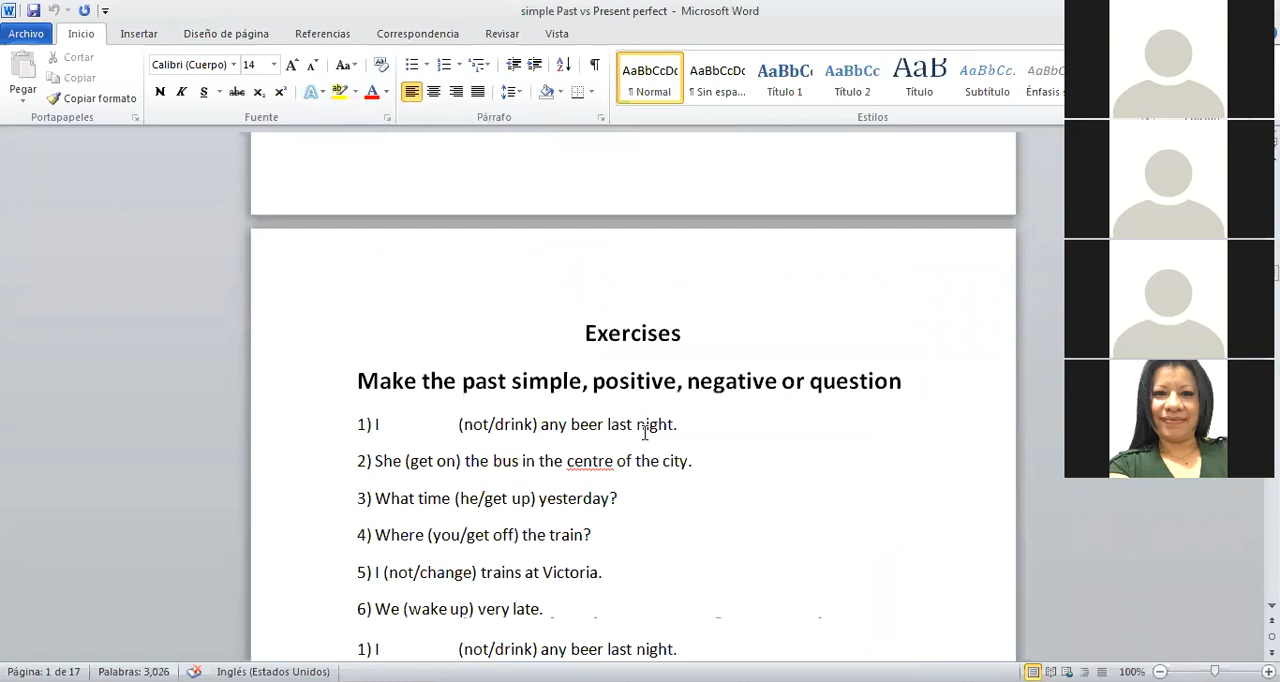 simple Past vs Present perfect - Microsoft Word
Archivo Inicio Insertar Diseño de página Referencias Correspondencia Revisar Vista
Pegar
Cortar
Copiar
Copiar formato
Portapapeles
Calibri (Cuerpo) 14 Aa
N K S abc x₂ x² A ab A
Fuente
Párrafo
AaBbCcDc AaBbCcDc AaBbC AaBbCc AaB AaBbCc. AaBbCc
¶ Normal ¶ Sin espa... Título 1 Título 2 Título Subtítulo Énfasis
Estilos
Exercises
Make the past simple, positive, negative or question
1) I (not/drink) any beer last night.
2) She (get on) the bus in the centre of the city.
3) What time (he/get up) yesterday?
4) Where (you/get off) the train?
5) I (not/change) trains at Victoria.
6) We (wake up) very late.
1) I (not/drink) any beer last night.
Página: 1 de 17 Palabras: 3,026 Inglés (Estados Unidos) 100%